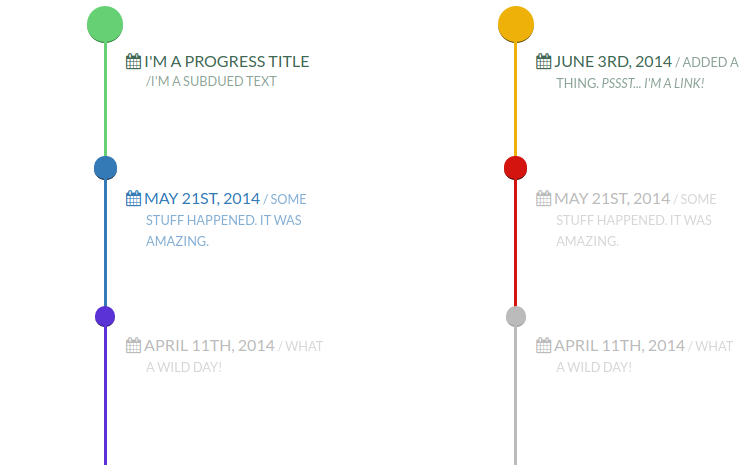 I'M A PROGRESS TITLE
/I'M A SUBDUED TEXT
MAY 21ST, 2014 / SOME
STUFF HAPPENED. IT WAS
AMAZING.
APRIL 11TH, 2014 / WHAT
A WILD DAY!
JUNE 3RD, 2014 / ADDED A
THING. PSSST... I'M A LINK!
MAY 21ST, 2014 / SOME
STUFF HAPPENED. IT WAS
AMAZING.
APRIL 11TH, 2014 / WHAT
A WILD DAY!